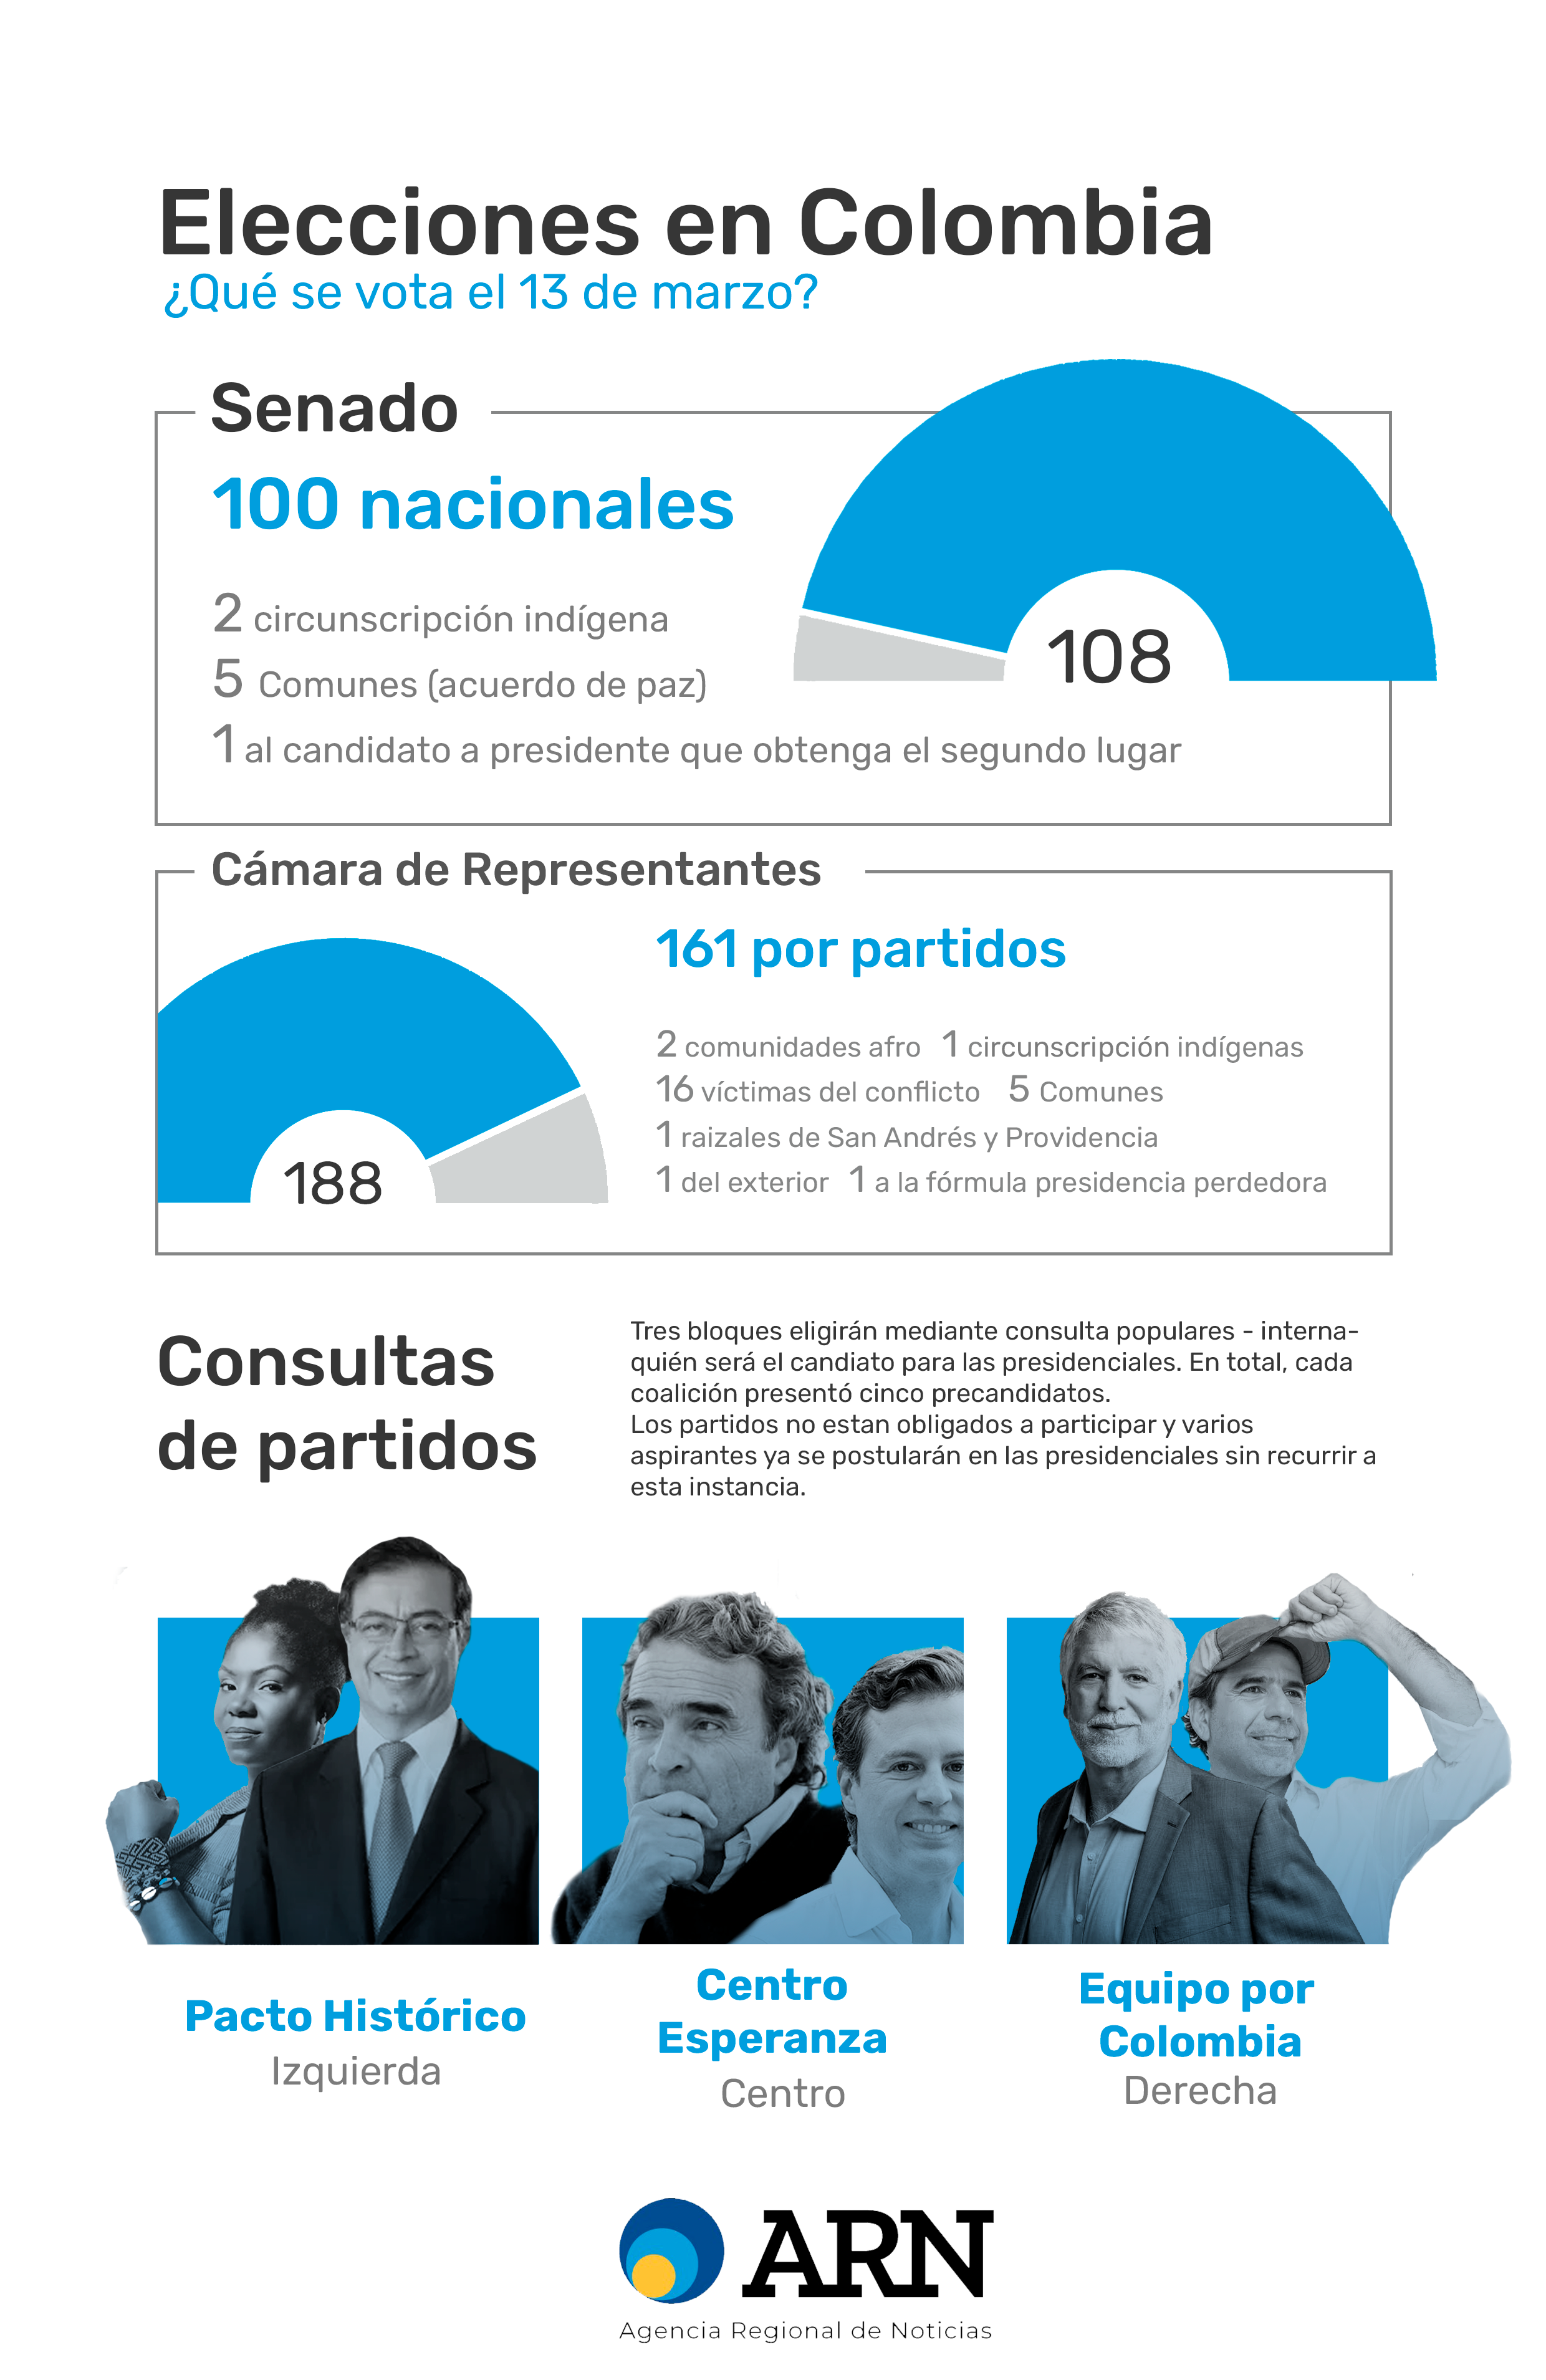 Elecciones en Colombia
¿Qué se vota el 13 de marzo?
Senado
100 nacionales
2 circunscripción indígena
5 Comunes (acuerdo de paz)
1 al candidato a presidente que obtenga el segundo lugar
108
Cámara de Representantes
161 por partidos
2 comunidades afro 1 circunscripción indígenas
16 víctimas del conflicto 5 Comunes
1 raizales de San Andrés y Providencia
1 del exterior 1 a la fórmula presidencia perdedora
188
Consultas
de partidos
Tres bloques eligirán mediante consulta populares - interna-
quién será el candiato para las presidenciales. En total, cada
coalición presentó cinco precandidatos.
Los partidos no estan obligados a participar y varios
aspirantes ya se postularán en las presidenciales sin recurrir a
esta instancia.
Pacto Histórico
Izquierda
Centro
Esperanza
Centro
Equipo por
Colombia
Derecha
ARN
Agencia Regional de Noticias